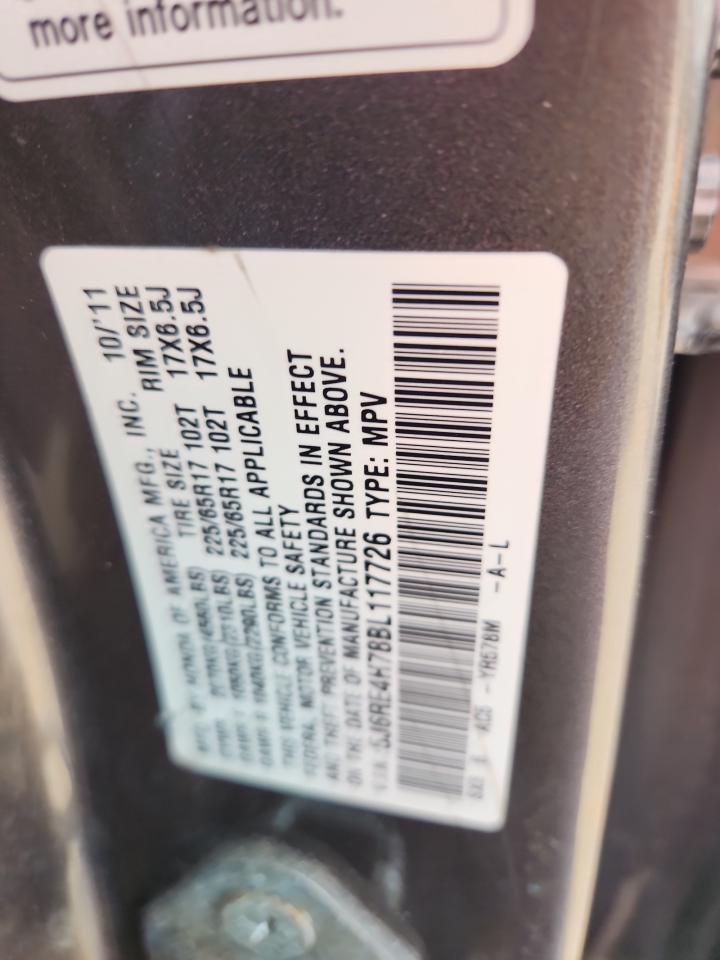 more information.
MFD. BY HONDA OF AMERICA MFG., INC. 10/'11
TIRE SIZE RIM SIZE
225/65R17 102T 17X6.5J
225/65R17 102T 17X6.5J
THIS VEHICLE CONFORMS TO ALL APPLICABLE
FEDERAL MOTOR VEHICLE SAFETY
AND THEFT PREVENTION STANDARDS IN EFFECT
ON THE DATE OF MANUFACTURE SHOWN ABOVE.
5J6RE4H78BL117726 TYPE: MPV
YR578M -A-L